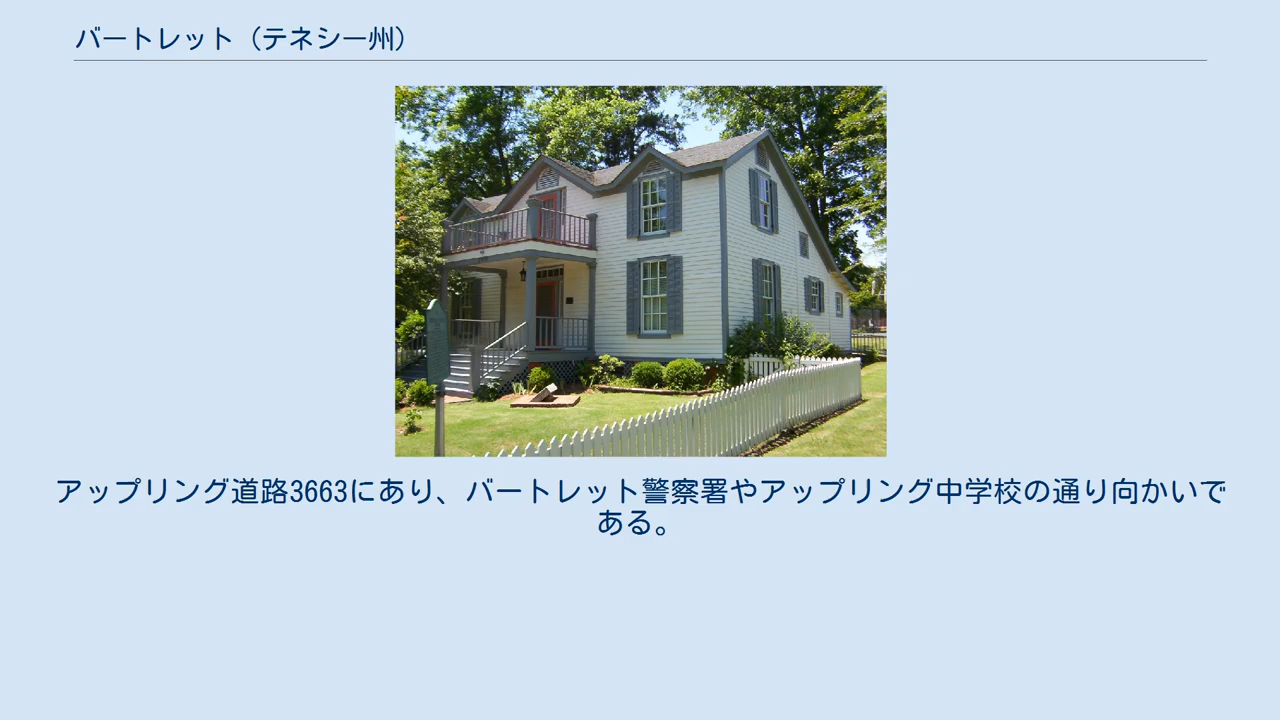 バートレット（テネシー州）
アップリング道路3663にあり、バートレット警察署やアップリング中学校の通り向かいで
ある。